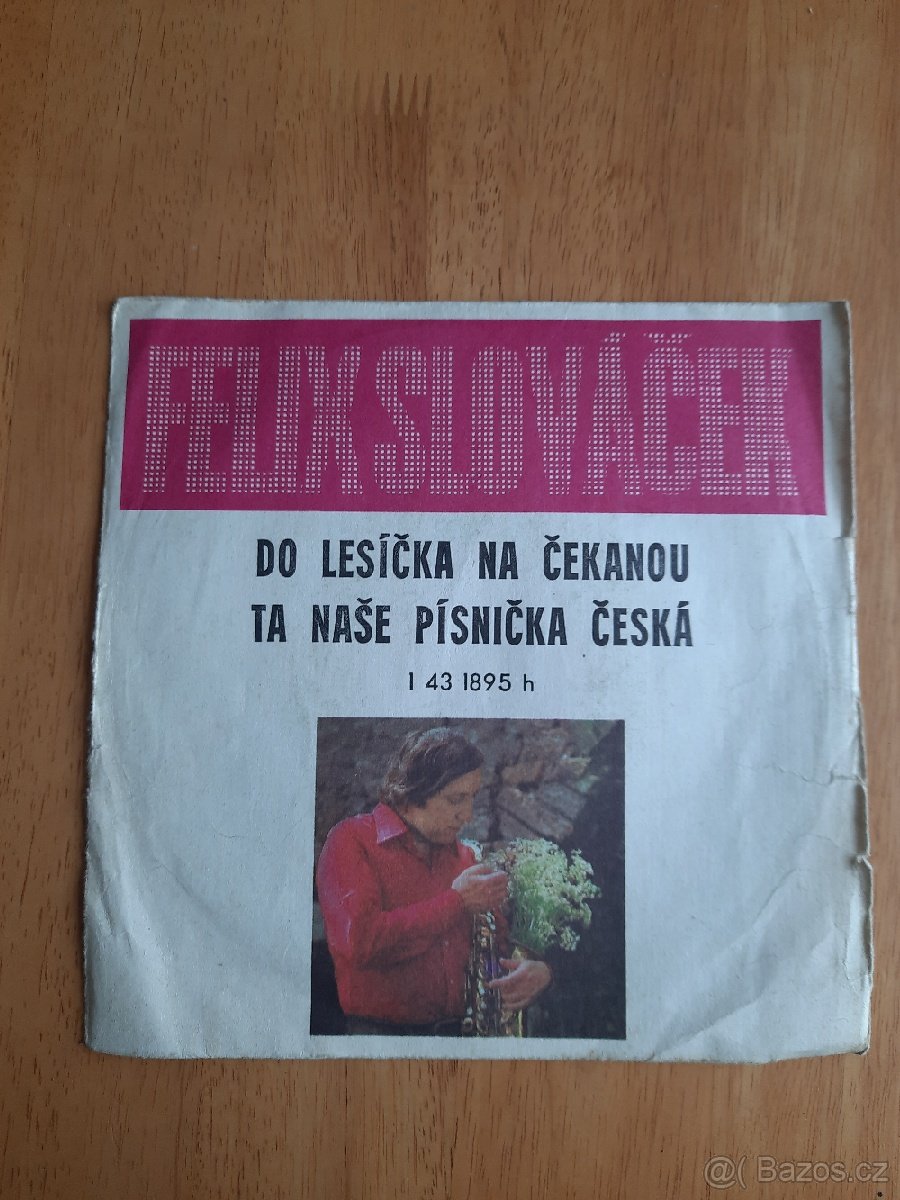 FELIX SLOVÁČEK
DO LESÍČKA NA ČEKANOU
TA NAŠE PÍSNIČKA ČESKÁ
1 43 1895 h
@( Bazos.cz